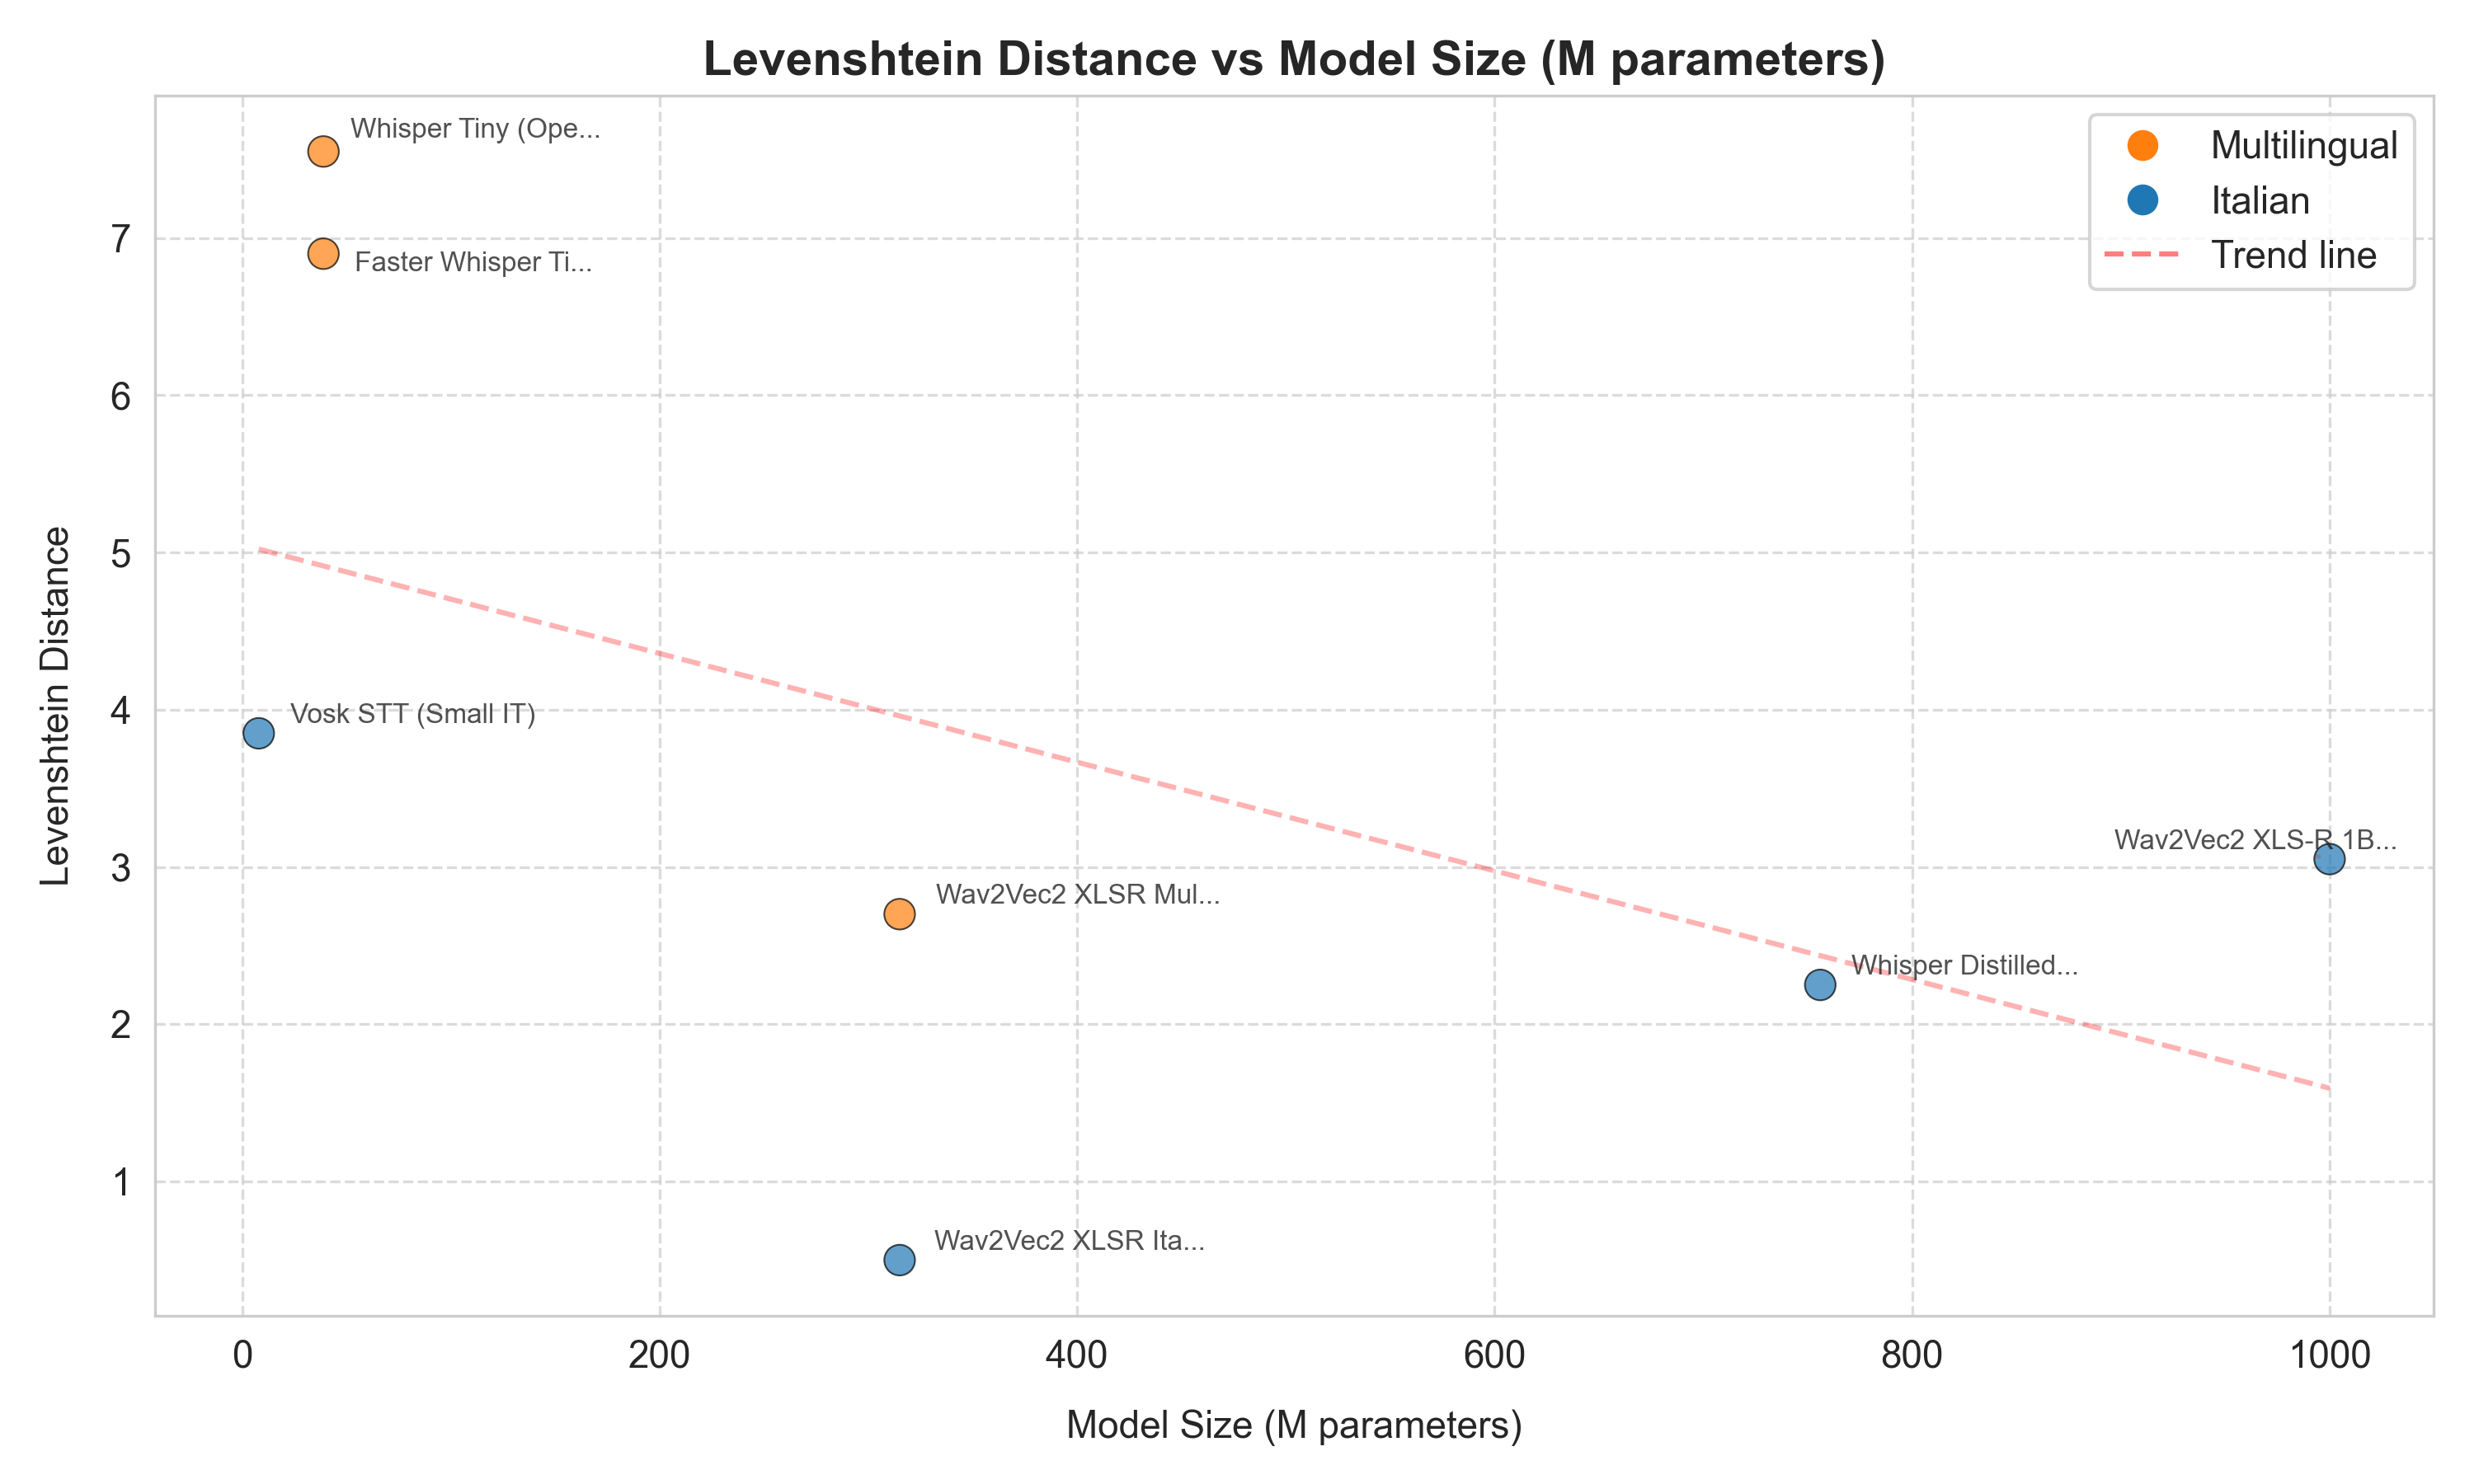 Levenshtein Distance vs Model Size (M parameters)
Whisper Tiny (Ope...
Faster Whisper Ti...
Vosk STT (Small IT)
Wav2Vec2 XLS-R 1B...
Wav2Vec2 XLSR Mul...
Whisper Distilled...
Wav2Vec2 XLSR Ita...
Multilingual
Italian
Trend line
Levenshtein Distance
7
6
5
4
3
2
1
0 200 400 600 800 1000
Model Size (M parameters)